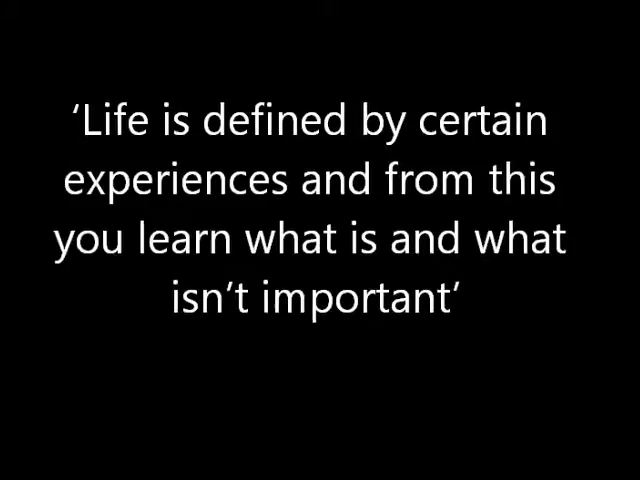 ‘Life is defined by certain
experiences and from this
you learn what is and what
isn’t important’